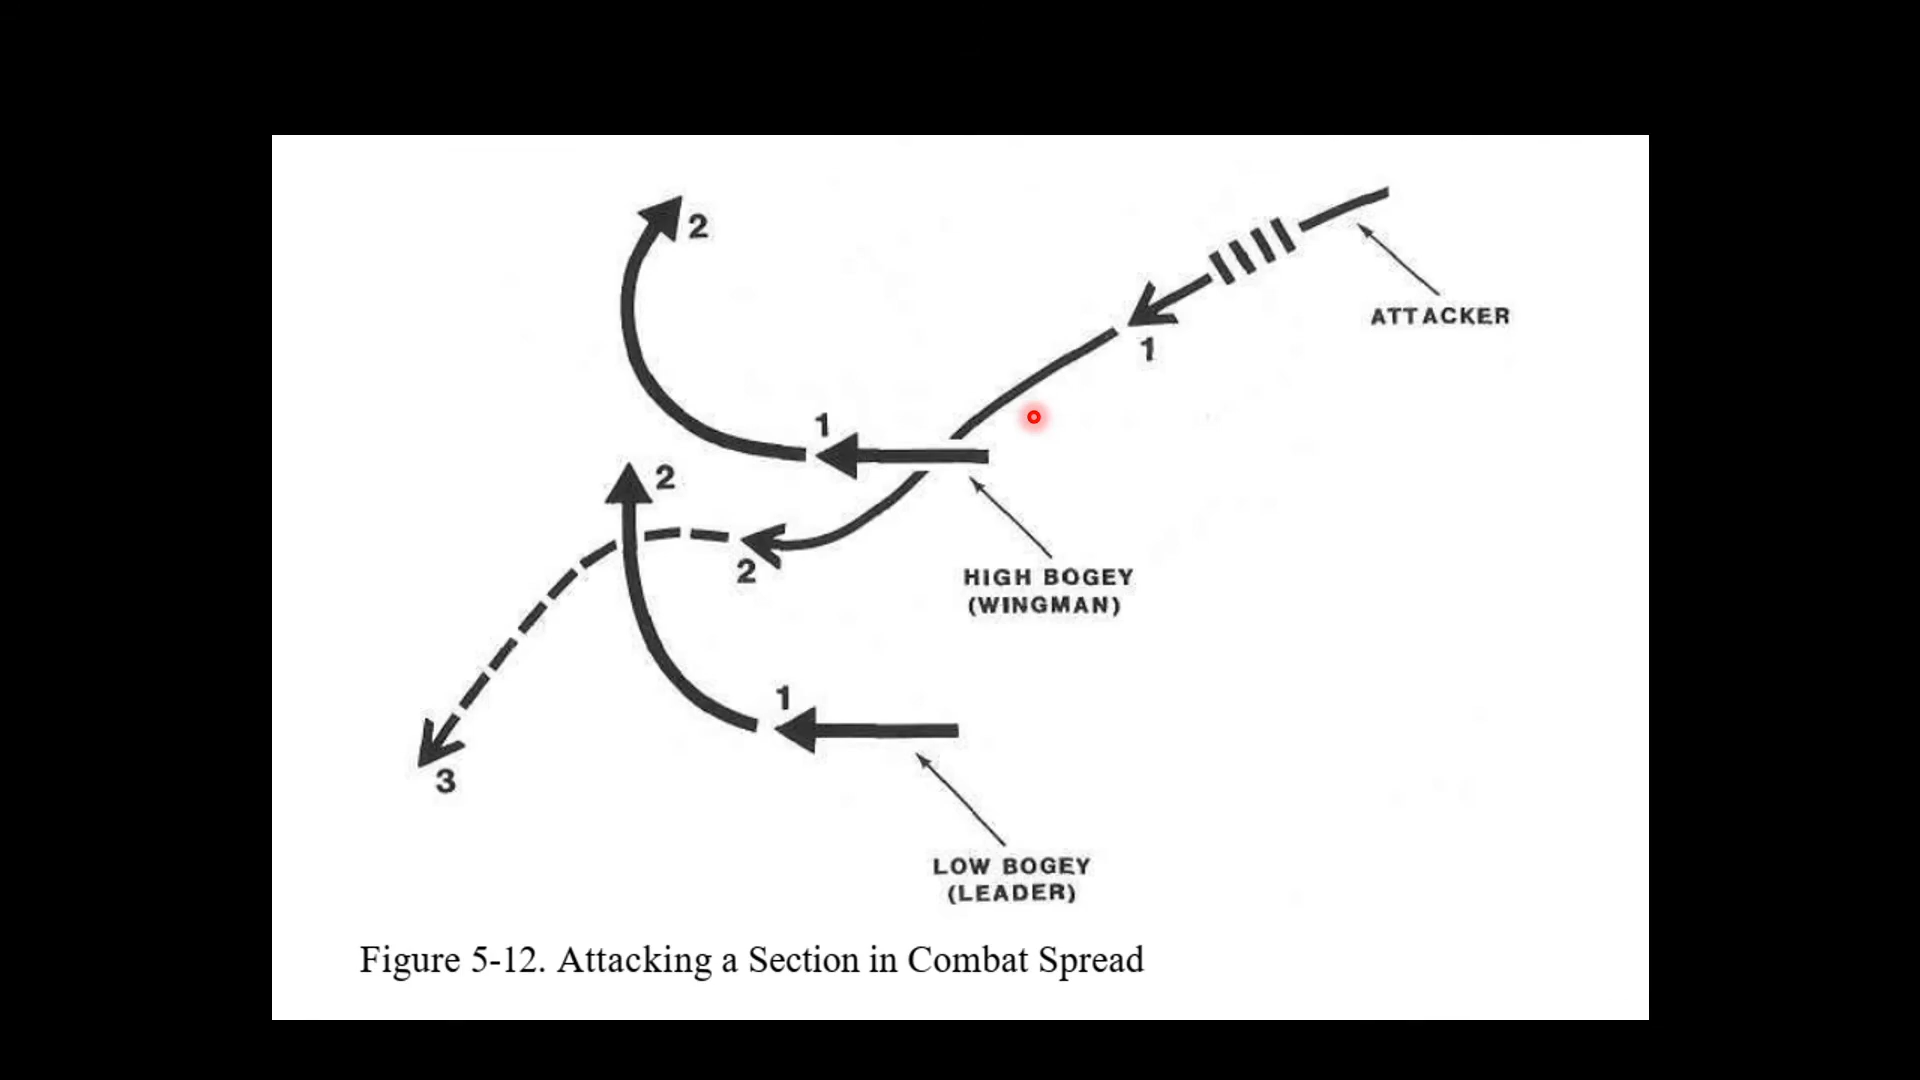 2
ATTACKER
1
1
2
2
HIGH BOGEY
(WINGMAN)
1
3
LOW BOGEY
(LEADER)
Figure 5-12. Attacking a Section in Combat Spread